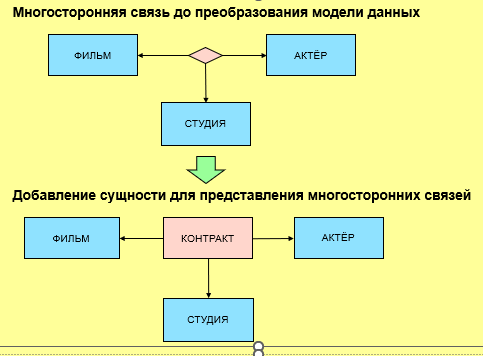 Многосторонняя связь до преобразования модели данных
ФИЛЬМ
АКТЁР
СТУДИЯ
Добавление сущности для представления многосторонних связей
ФИЛЬМ
КОНТРАКТ
АКТЁР
СТУДИЯ